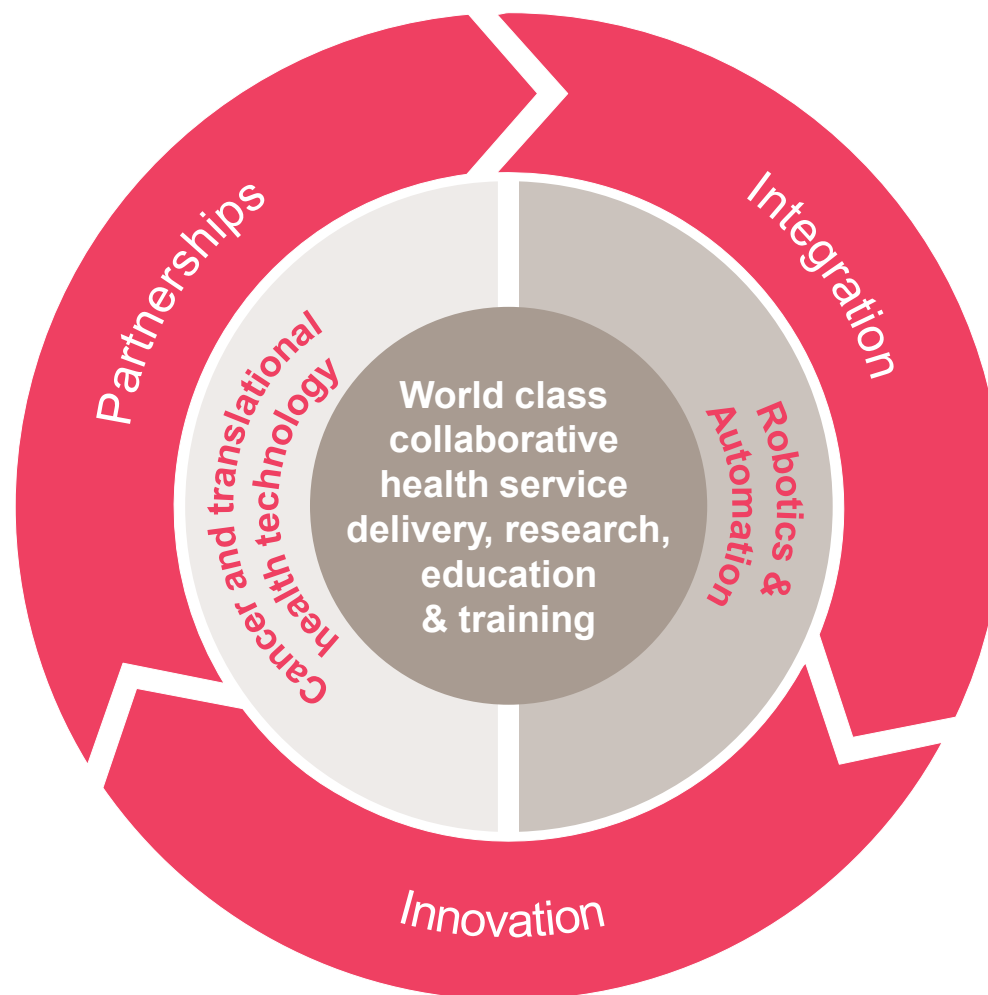 Partnerships
Integration
Innovation
Cancer and translational
health technology
Robotics &
Automation
World class
collaborative
health service
delivery, research,
education
& training